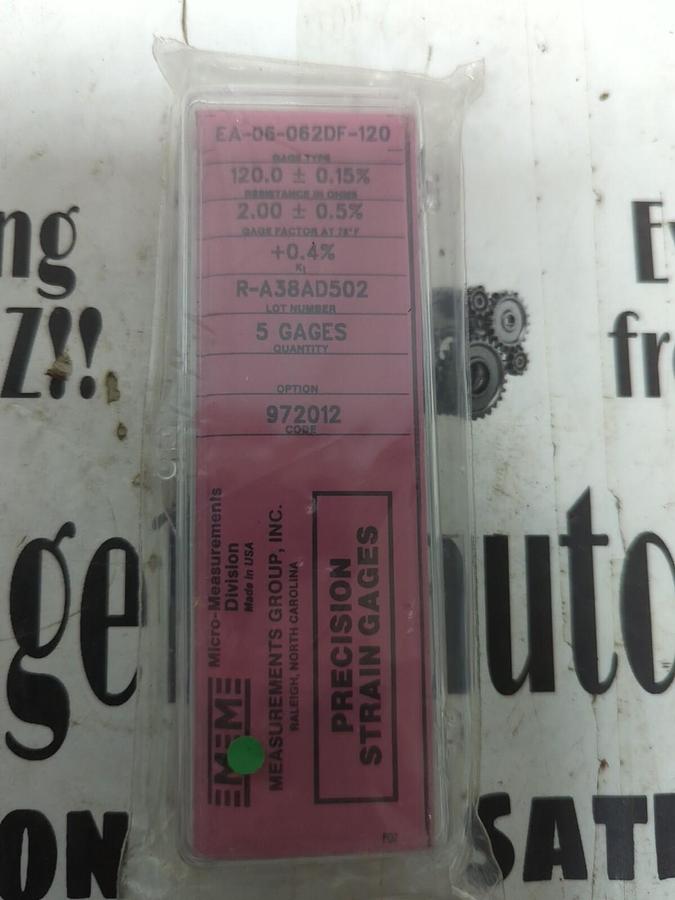 EA-06-062DF-120
GAGE TYPE
120.0 ± 0.15%
RESISTANCE IN OHMS
2.00 ± 0.5%
GAGE FACTOR AT 75°F
+0.4%
Kt
R-A38AD502
LOT NUMBER
5 GAGES
QUANTITY
OPTION
972012
CODE
MM
Micro-Measurements
Division
Made in USA
MEASUREMENTS GROUP, INC.
RALEIGH, NORTH CAROLINA
PRECISION
STRAIN GAGES
ng
Z!!
ge
uto
ON
SATI
E
fr